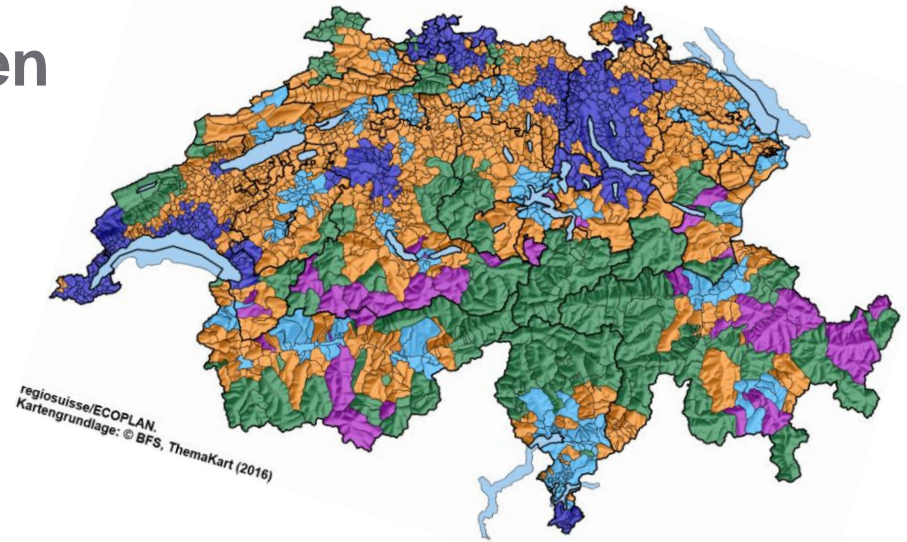 en
regiosuisse/ECOPLAN.
Kartengrundlage: © BFS, ThemaKart (2016)